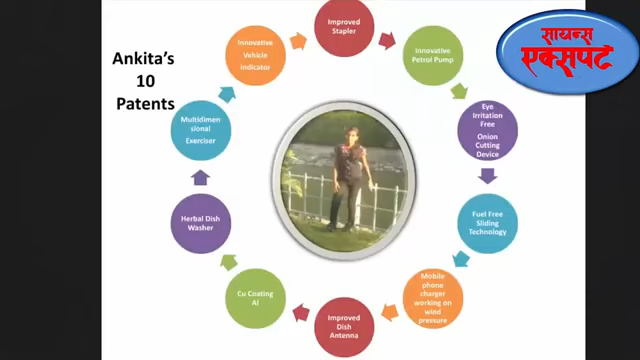 Ankita's
10
Patents
सायन्स
एक्सपर्ट
Improved
Stapler
Innovative
Petrol Pump
Eye
Irritation
Free
Onion
Cutting
Device
Fuel Free
Sliding
Technology
Mobile
phone
charger
working on
wind
pressure
Improved
Dish
Antenna
Cu Coating
Al
Herbal Dish
Washer
Multidimen
sional
Exerciser
Innovative
Vehicle
indicator